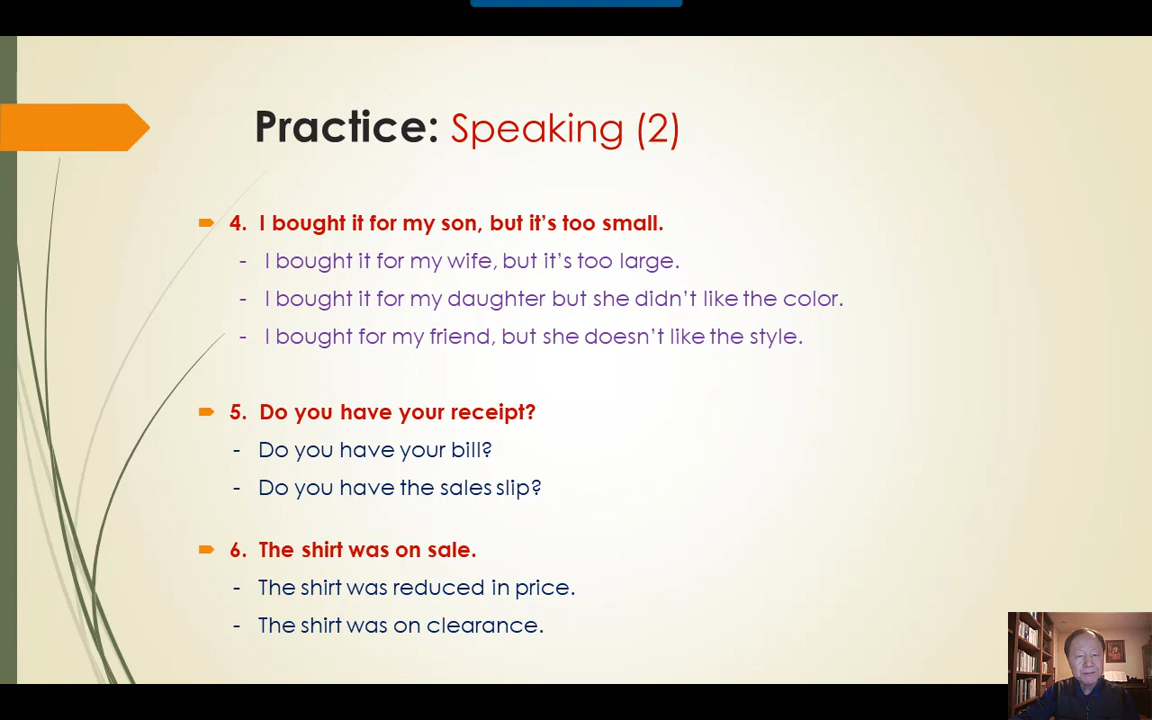 Practice: Speaking (2)
4. I bought it for my son, but it's too small.
- I bought it for my wife, but it's too large.
- I bought it for my daughter but she didn't like the color.
- I bought for my friend, but she doesn't like the style.
5. Do you have your receipt?
- Do you have your bill?
- Do you have the sales slip?
6. The shirt was on sale.
- The shirt was reduced in price.
- The shirt was on clearance.